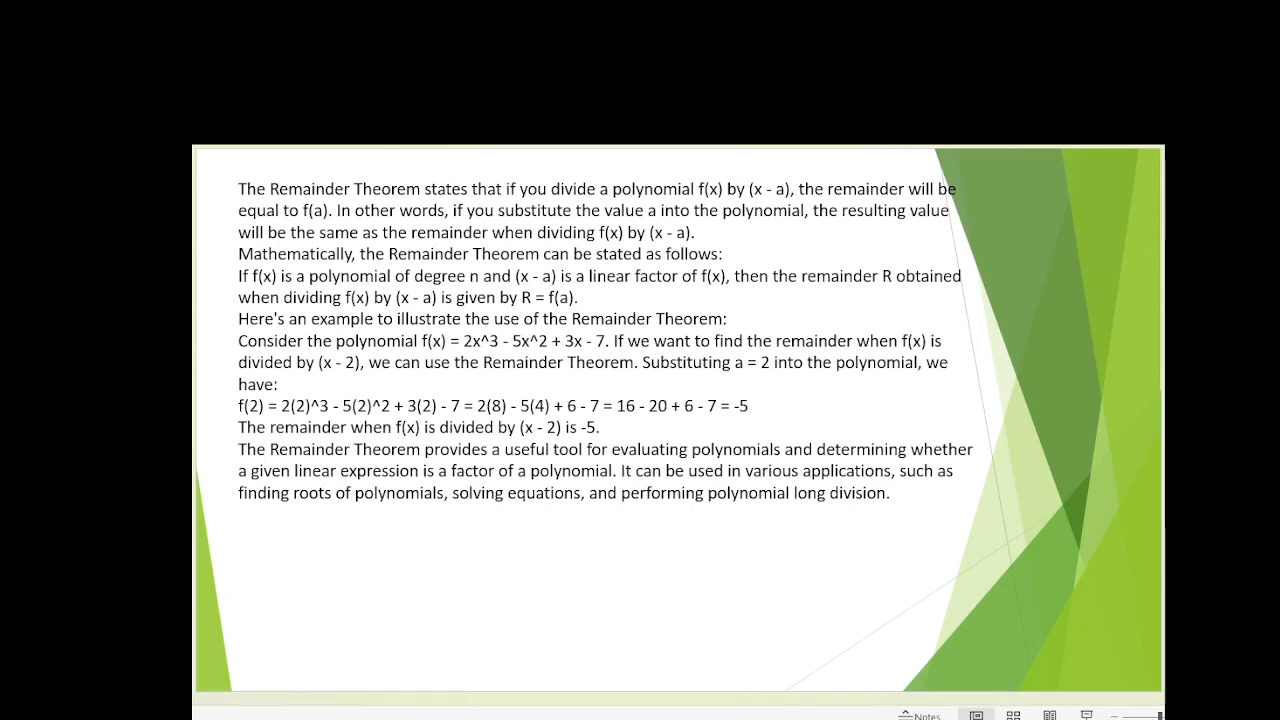 The Remainder Theorem states that if you divide a polynomial f(x) by (x - a), the remainder will be
equal to f(a). In other words, if you substitute the value a into the polynomial, the resulting value
will be the same as the remainder when dividing f(x) by (x - a).
Mathematically, the Remainder Theorem can be stated as follows:
If f(x) is a polynomial of degree n and (x - a) is a linear factor of f(x), then the remainder R obtained
when dividing f(x) by (x - a) is given by R = f(a).
Here's an example to illustrate the use of the Remainder Theorem:
Consider the polynomial f(x) = 2x^3 - 5x^2 + 3x - 7. If we want to find the remainder when f(x) is
divided by (x - 2), we can use the Remainder Theorem. Substituting a = 2 into the polynomial, we
have:
f(2) = 2(2)^3 - 5(2)^2 + 3(2) - 7 = 2(8) - 5(4) + 6 - 7 = 16 - 20 + 6 - 7 = -5
The remainder when f(x) is divided by (x - 2) is -5.
The Remainder Theorem provides a useful tool for evaluating polynomials and determining whether
a given linear expression is a factor of a polynomial. It can be used in various applications, such as
finding roots of polynomials, solving equations, and performing polynomial long division.
Notes